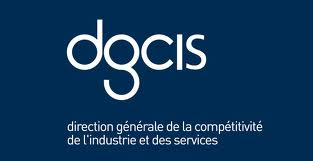 dgcis
direction générale de la compétitivité
de l'industrie et des services